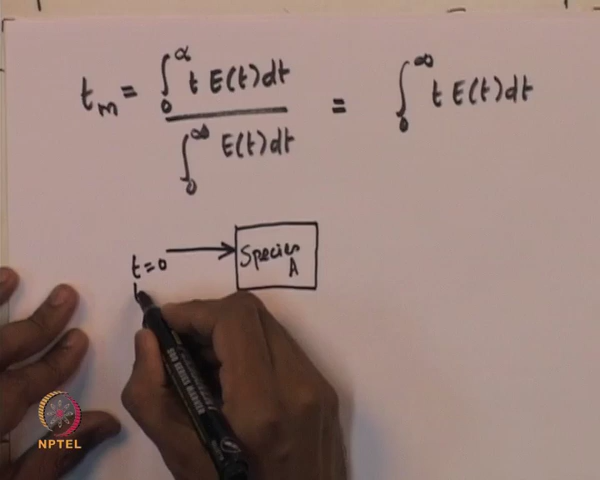 t_m = ∫_0^α t E(t)dt / ∫_0^∞ E(t)dt = ∫_0^∞ t E(t)dt
Species
A
t=0
NPTEL